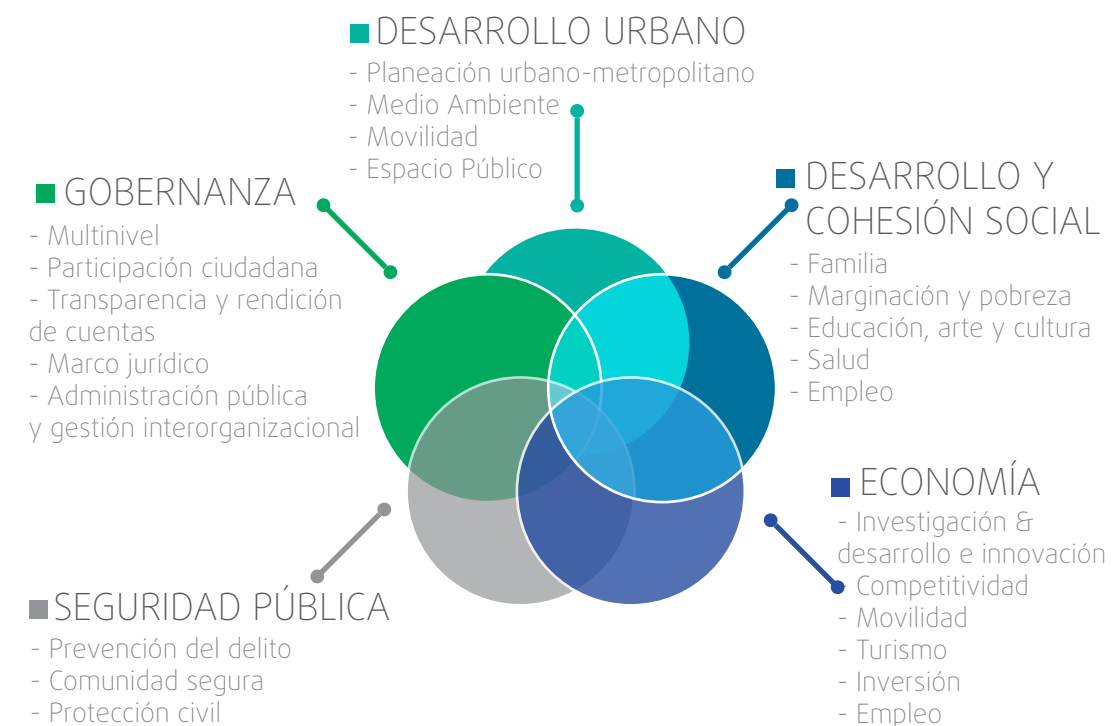 DESARROLLO URBANO
- Planeación urbano-metropolitano
- Medio Ambiente
- Movilidad
- Espacio Público
GOBERNANZA
- Multinivel
- Participación ciudadana
- Transparencia y rendición
de cuentas
- Marco jurídico
- Administración pública
y gestión interorganizacional
DESARROLLO Y
COHESIÓN SOCIAL
- Familia
- Marginación y pobreza
- Educación, arte y cultura
- Salud
- Empleo
SEGURIDAD PÚBLICA
- Prevención del delito
- Comunidad segura
- Protección civil
ECONOMÍA
- Investigación &
desarrollo e innovación
- Competitividad
- Movilidad
- Turismo
- Inversión
- Empleo